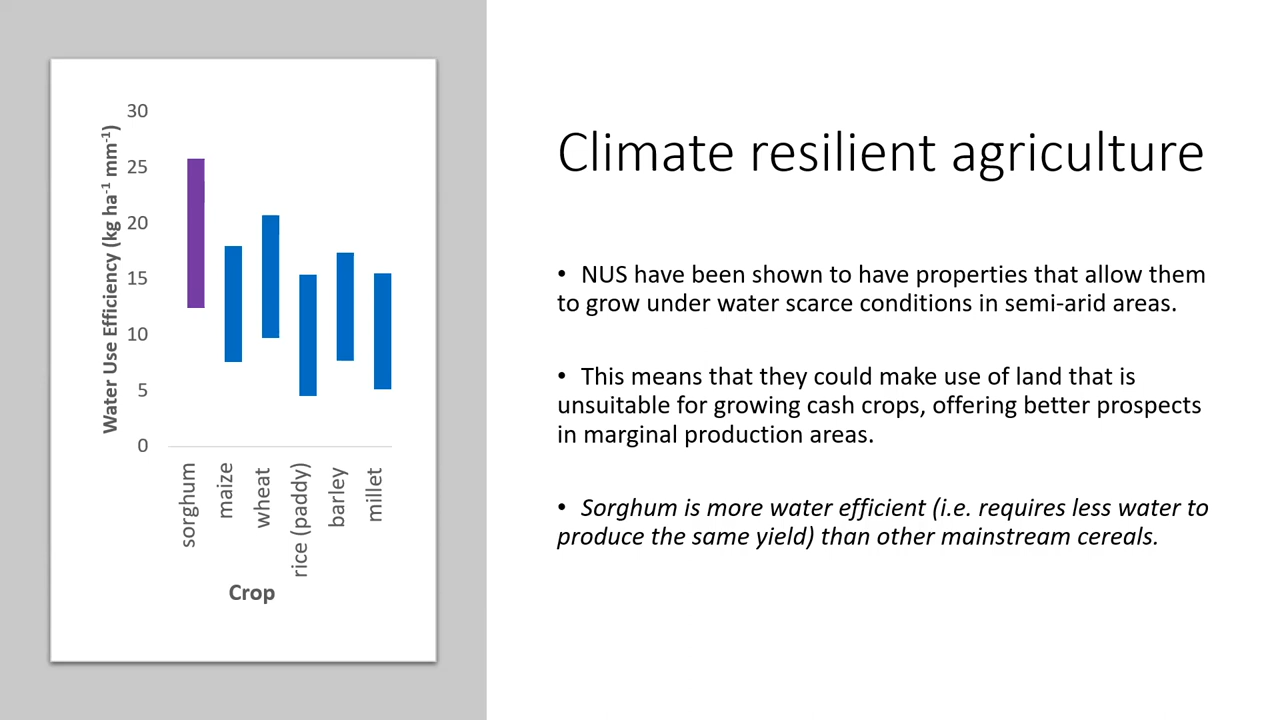 30
25
20
15
10
5
0
Water Use Efficiency (kg ha⁻¹ mm⁻¹)
sorghum
maize
wheat
rice (paddy)
barley
millet
Crop
Climate resilient agriculture
• NUS have been shown to have properties that allow them
to grow under water scarce conditions in semi-arid areas.
• This means that they could make use of land that is
unsuitable for growing cash crops, offering better prospects
in marginal production areas.
• Sorghum is more water efficient (i.e. requires less water to
produce the same yield) than other mainstream cereals.